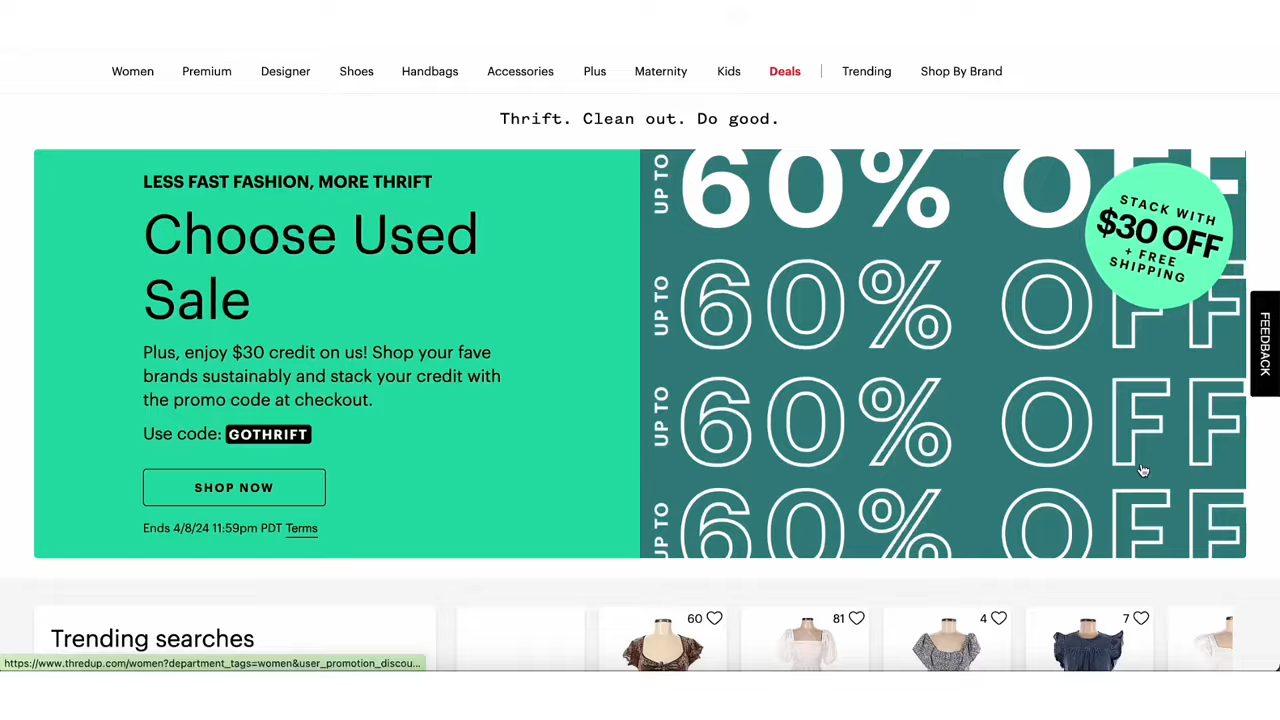 Women Premium Designer Shoes Handbags Accessories Plus Maternity Kids Deals Trending Shop By Brand
Thrift. Clean out. Do good.
LESS FAST FASHION, MORE THRIFT
Choose Used
Sale
Plus, enjoy $30 credit on us! Shop your fave
brands sustainably and stack your credit with
the promo code at checkout.
Use code: GOTHRIFT
SHOP NOW
Ends 4/8/24 11:59pm PDT Terms
UP TO 60% OFF
UP TO 60% OFF
UP TO 60% OFF
UP TO 60% OFF
STACK WITH
$30 OFF
+ FREE
SHIPPING
FEEDBACK
Trending searches
60
81
4
7
https://www.thredup.com/women?department_tags=women&user_promotion_discou...